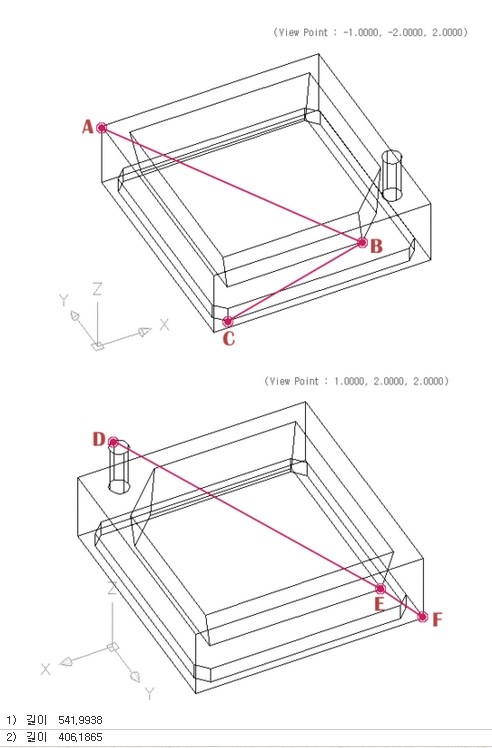 (View Point : -1.0000, -2.0000, 2.0000)
A
B
Z
Y
X
C
(View Point : 1.0000, 2.0000, 2.0000)
D
Z
E
F
X
Y
1) 길이 541,9938
2) 길이 406,1865